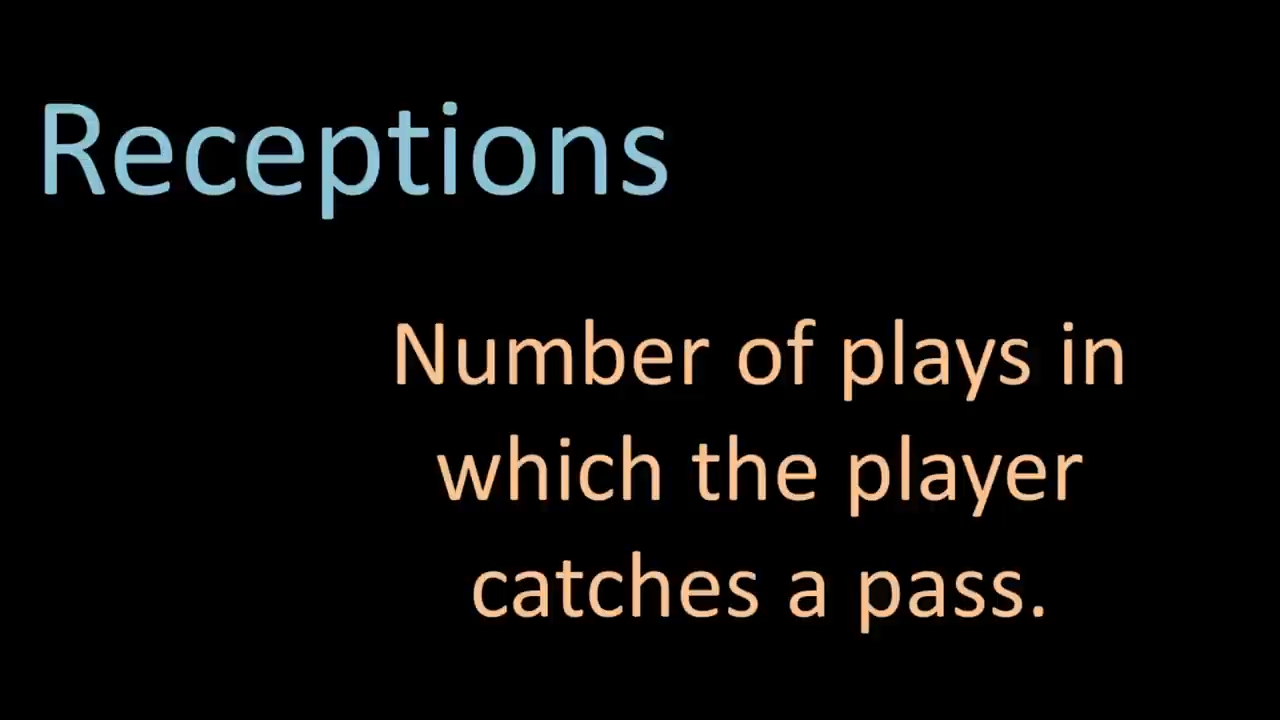 Receptions
Number of plays in
which the player
catches a pass.